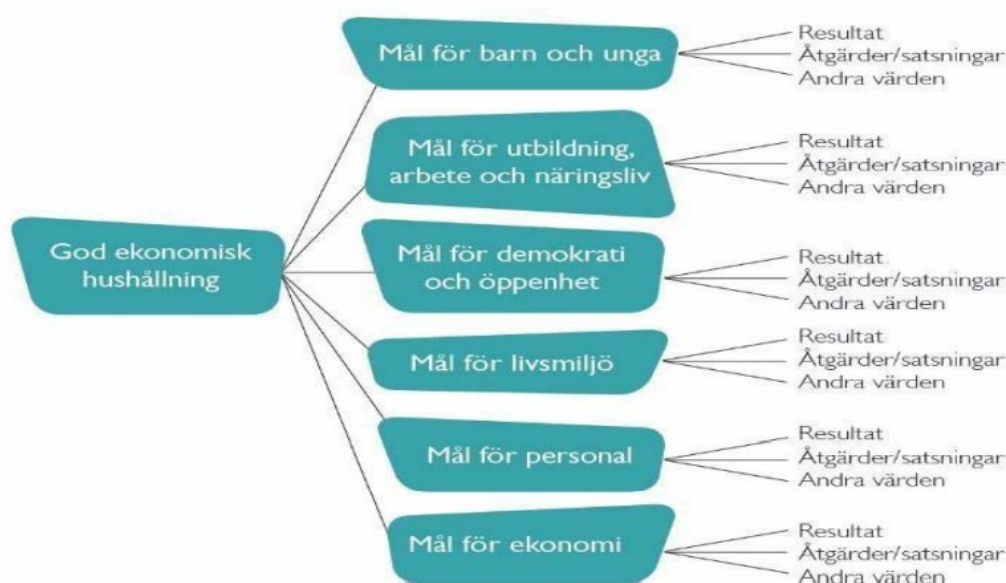 God ekonomisk
hushållning
Mål för barn och unga
Resultat
Åtgärder/satsningar
Andra värden
Mål för utbildning,
arbete och näringsliv
Resultat
Åtgärder/satsningar
Andra värden
Mål för demokrati
och öppenhet
Resultat
Åtgärder/satsningar
Andra värden
Mål för livsmiljö
Resultat
Åtgärder/satsningar
Andra värden
Mål för personal
Resultat
Åtgärder/satsningar
Andra värden
Mål för ekonomi
Resultat
Åtgärder/satsningar
Andra värden